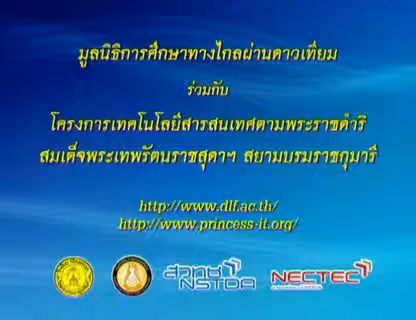 มูลนิธิการศึกษาทางไกลผ่านดาวเทียม
ร่วมกับ
โครงการเทคโนโลยีสารสนเทศตามพระราชดำริ
สมเด็จพระเทพรัตนราชสุดาฯ สยามบรมราชกุมารี
http://www.dlf.ac.th/
http://www.princess-it.org/
สวทช
NSTDA
NECTEC